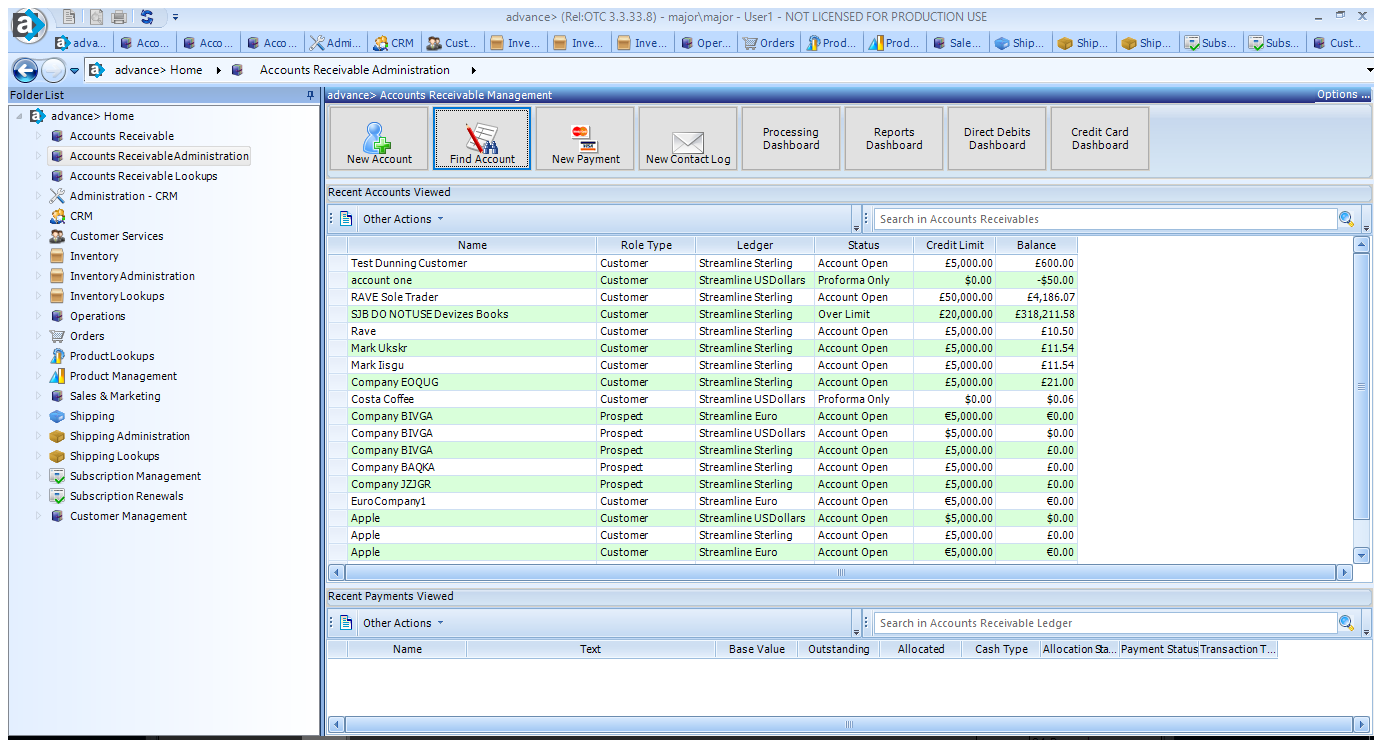 advance> (Rel:OTC 3.3.33.8) - major\major - User1 - NOT LICENSED FOR PRODUCTION USE
adva... Acco... Acco... Acco... Admi... CRM Cust... Inve... Inve... Inve... Oper... Orders Prod... Prod... Sale... Ship... Ship... Ship... Subs... Subs... Cust...
advance> Home Accounts Receivable Administration
Folder List
advance> Home
Accounts Receivable
Accounts Receivable Administration
Accounts Receivable Lookups
Administration - CRM
CRM
Customer Services
Inventory
Inventory Administration
Inventory Lookups
Operations
Orders
Product Lookups
Product Management
Sales & Marketing
Shipping
Shipping Administration
Shipping Lookups
Subscription Management
Subscription Renewals
Customer Management
advance> Accounts Receivable Management Options ...
New Account
Find Account
New Payment
New Contact Log
Processing
Dashboard
Reports
Dashboard
Direct Debits
Dashboard
Credit Card
Dashboard
Recent Accounts Viewed
Other Actions Search in Accounts Receivables
Name Role Type Ledger Status Credit Limit Balance
Test Dunning Customer Customer Streamline Sterling Account Open £5,000.00 £600.00
account one Customer Streamline USDollars Proforma Only $0.00 -$50.00
RAVE Sole Trader Customer Streamline Sterling Account Open £50,000.00 £4,186.07
SJB DO NOTUSE Devizes Books Customer Streamline Sterling Over Limit £20,000.00 £318,211.58
Rave Customer Streamline Sterling Account Open £5,000.00 £10.50
Mark Ukskr Customer Streamline Sterling Account Open £5,000.00 £11.54
Mark Iisgu Customer Streamline Sterling Account Open £5,000.00 £11.54
Company EOQUG Customer Streamline Sterling Account Open £5,000.00 £21.00
Costa Coffee Customer Streamline USDollars Proforma Only $0.00 $0.06
Company BIVGA Prospect Streamline Euro Account Open €5,000.00 €0.00
Company BIVGA Prospect Streamline USDollars Account Open $5,000.00 $0.00
Company BIVGA Prospect Streamline Sterling Account Open £5,000.00 £0.00
Company BAQKA Prospect Streamline Sterling Account Open £5,000.00 £0.00
Company JZJGR Prospect Streamline Sterling Account Open £5,000.00 £0.00
EuroCompany1 Customer Streamline Euro Account Open €5,000.00 €0.00
Apple Customer Streamline USDollars Account Open $5,000.00 $0.00
Apple Customer Streamline Sterling Account Open £5,000.00 £0.00
Apple Customer Streamline Euro Account Open €5,000.00 €0.00
Recent Payments Viewed
Other Actions Search in Accounts Receivable Ledger
Name Text Base Value Outstanding Allocated Cash Type Allocation Sta... Payment Status Transaction T...